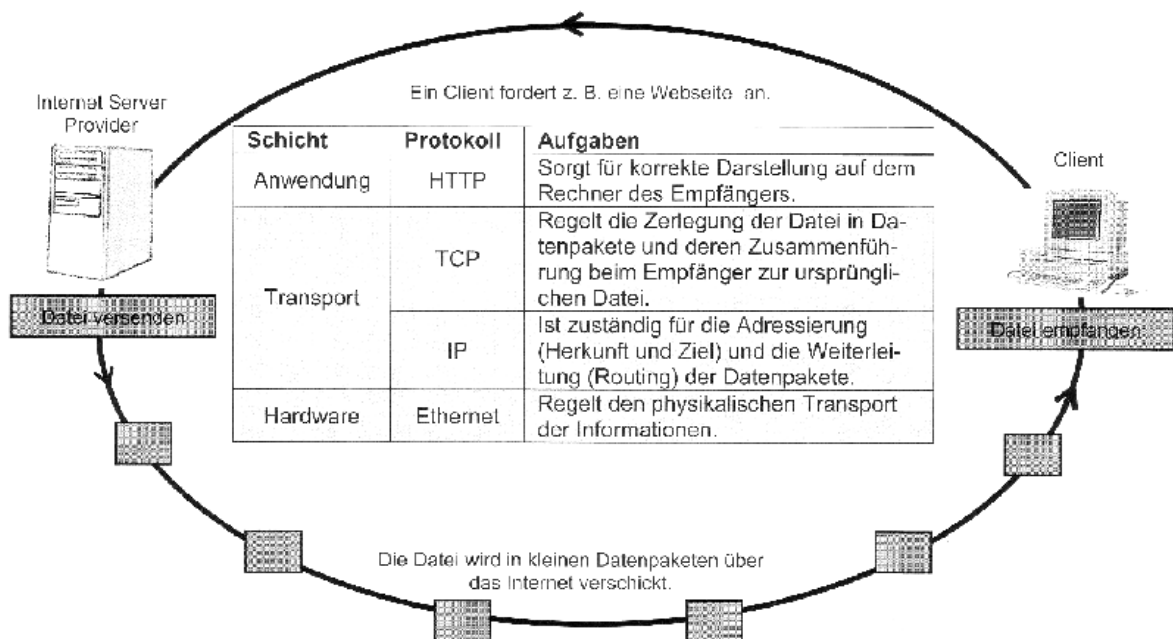 Ein Client fordert z. B. eine Webseite an.
Internet Server
Provider
Client
Schicht Protokoll Aufgaben
Anwendung HTTP Sorgt für korrekte Darstellung auf dem
Rechner des Empfängers.
Transport
TCP Regelt die Zerlegung der Datei in Da-
tenpakete und deren Zusammenfüh-
rung beim Empfänger zur ursprüngli-
chen Datei.
IP Ist zuständig für die Adressierung
(Herkunft und Ziel) und die Weiterlei-
tung (Routing) der Datenpakete.
Hardware Ethernet Regelt den physikalischen Transport
der Informationen.
Datei versenden
Datei empfangen
Die Datei wird in kleinen Datenpaketen über
das Internet verschickt.